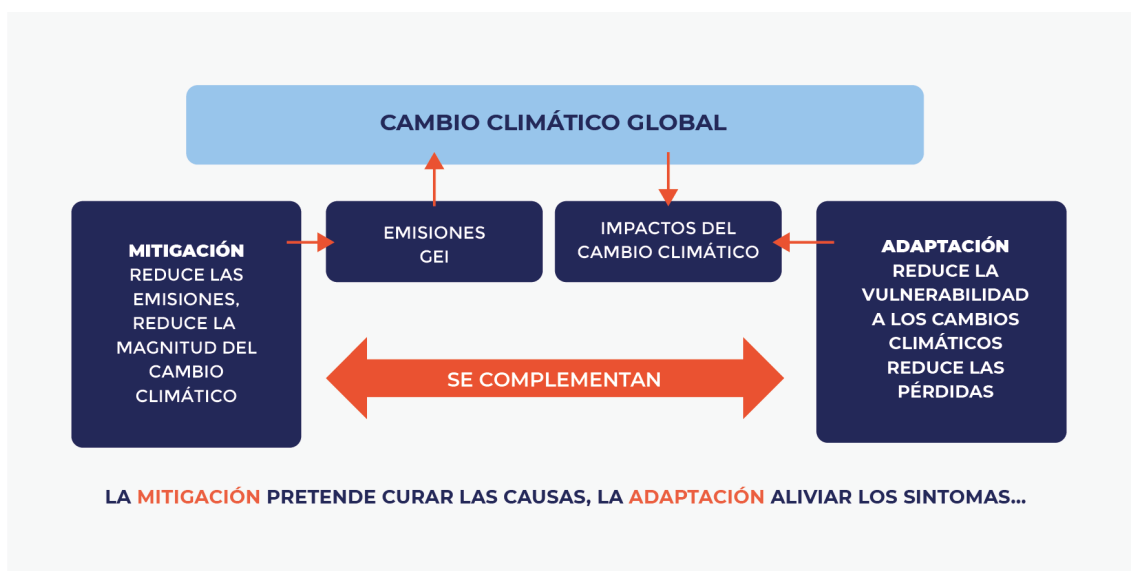 CAMBIO CLIMÁTICO GLOBAL
MITIGACIÓN
REDUCE LAS
EMISIONES,
REDUCE LA
MAGNITUD DEL
CAMBIO
CLIMÁTICO
EMISIONES
GEI
IMPACTOS DEL
CAMBIO CLIMÁTICO
ADAPTACIÓN
REDUCE LA
VULNERABILIDAD
A LOS CAMBIOS
CLIMÁTICOS
REDUCE LAS
PÉRDIDAS
SE COMPLEMENTAN
LA MITIGACIÓN PRETENDE CURAR LAS CAUSAS, LA ADAPTACIÓN ALIVIAR LOS SINTOMAS...